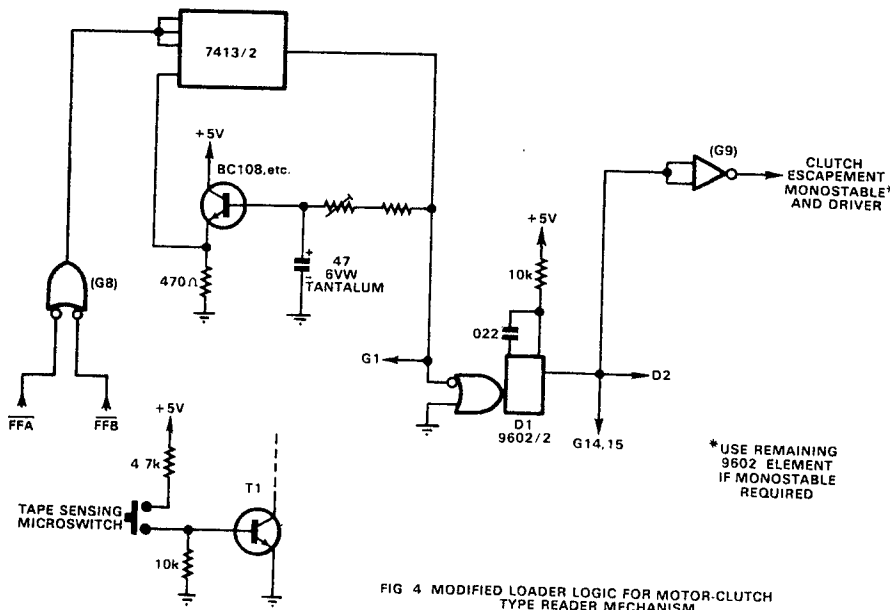 7413/2
+5V
BC108, etc.
(G9)
CLUTCH
ESCAPEMENT
MONOSTABLE*
AND DRIVER
+5V
10k
47
6VW
TANTALUM
470Ω
(G8)
022
G1
D2
D1
9602/2
G14,15
FFA
FFB
+5V
4 7k
T1
TAPE SENSING
MICROSWITCH
10k
*USE REMAINING
9602 ELEMENT
IF MONOSTABLE
REQUIRED
FIG 4 MODIFIED LOADER LOGIC FOR MOTOR-CLUTCH
TYPE READER MECHANISM